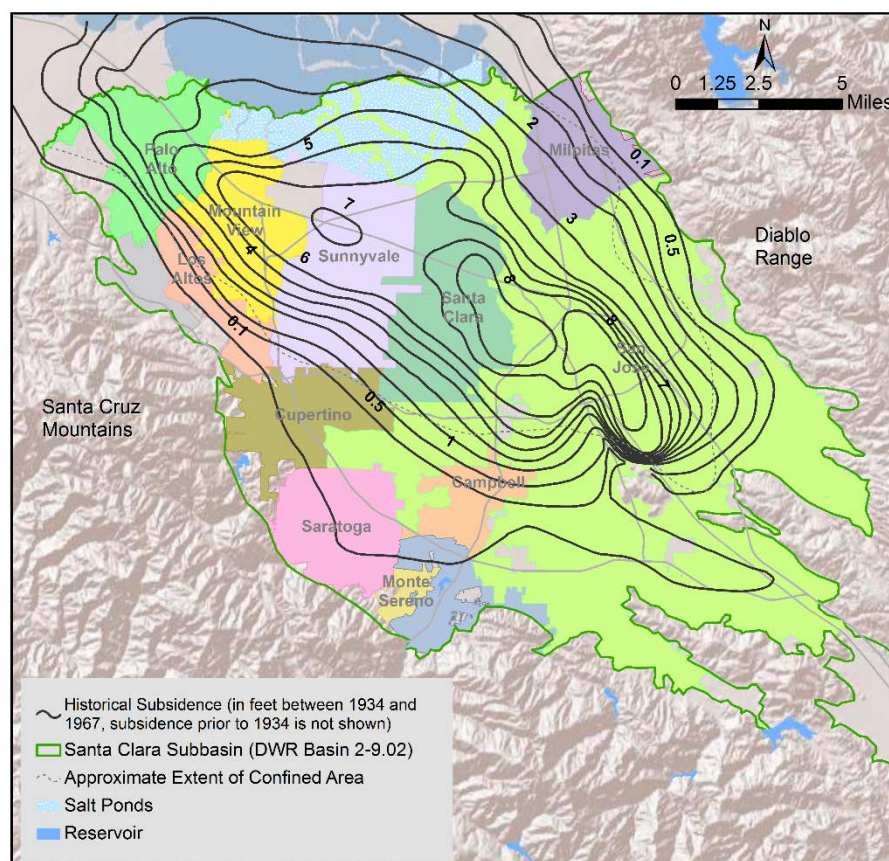 N
0 1.25 2.5 5
Miles
2
Milpitas
0.1
5
Palo
Alto
3
7
Mountain
View
Diablo
Range
0.5
4
6
Sunnyvale
Los
Altos
8
Santa
Clara
8
0.1
San
Jose
7
Santa Cruz
Mountains
Cupertino
0.5
1
Campbell
Saratoga
Monte
Sereno
Historical Subsidence (in feet between 1934 and
1967, subsidence prior to 1934 is not shown)
Santa Clara Subbasin (DWR Basin 2-9.02)
Approximate Extent of Confined Area
Salt Ponds
Reservoir